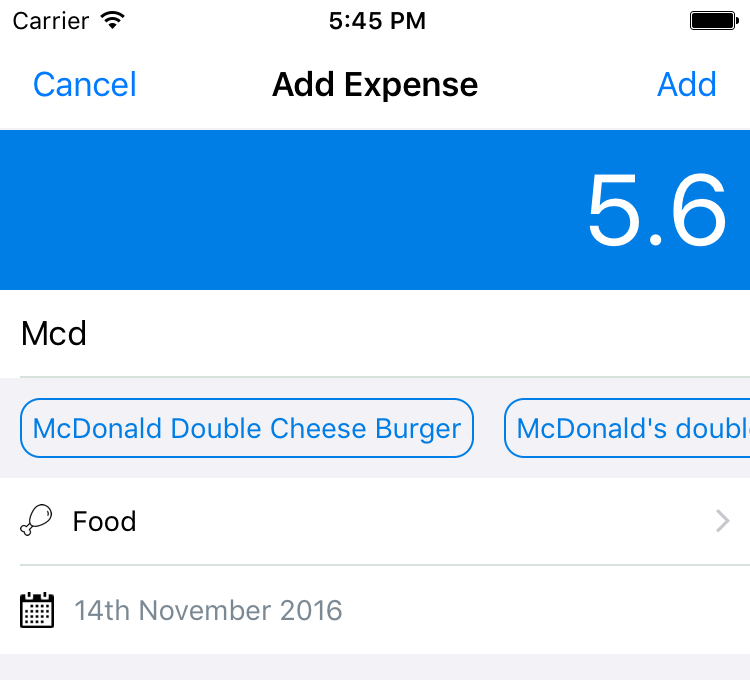 Carrier 5:45 PM
Cancel Add Expense Add
5.6
Mcd
McDonald Double Cheese Burger McDonald's doubl
Food
14th November 2016